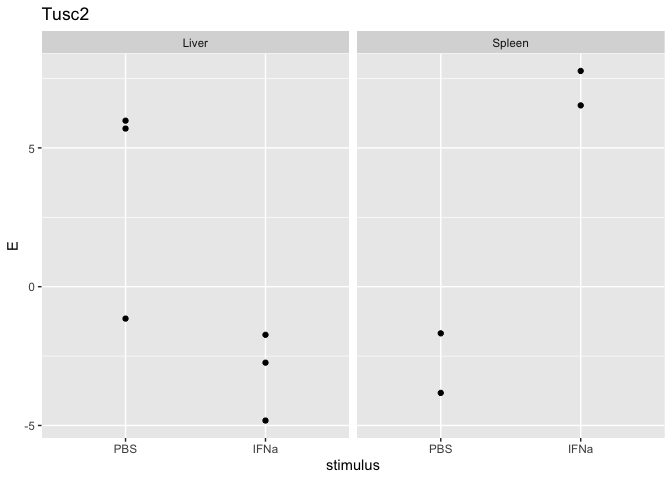 Tusc2
Liver
Spleen
5
0
-5
E
PBS
IFNa
PBS
IFNa
stimulus